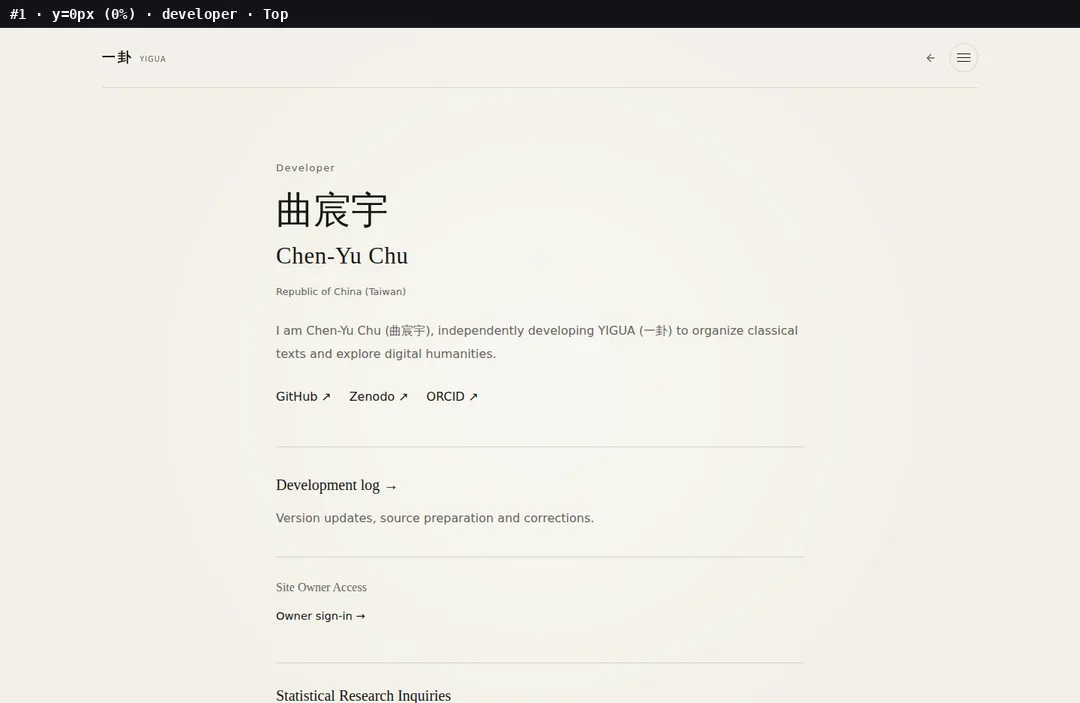 #1 · y=0px (0%) · developer · Top
一卦 YIGUA ←
Developer
曲宸宇
Chen-Yu Chu
Republic of China (Taiwan)
I am Chen-Yu Chu (曲宸宇), independently developing YIGUA (一卦) to organize classical
texts and explore digital humanities.
GitHub ↗ Zenodo ↗ ORCID ↗
Development log →
Version updates, source preparation and corrections.
Site Owner Access
Owner sign-in →
Statistical Research Inquiries